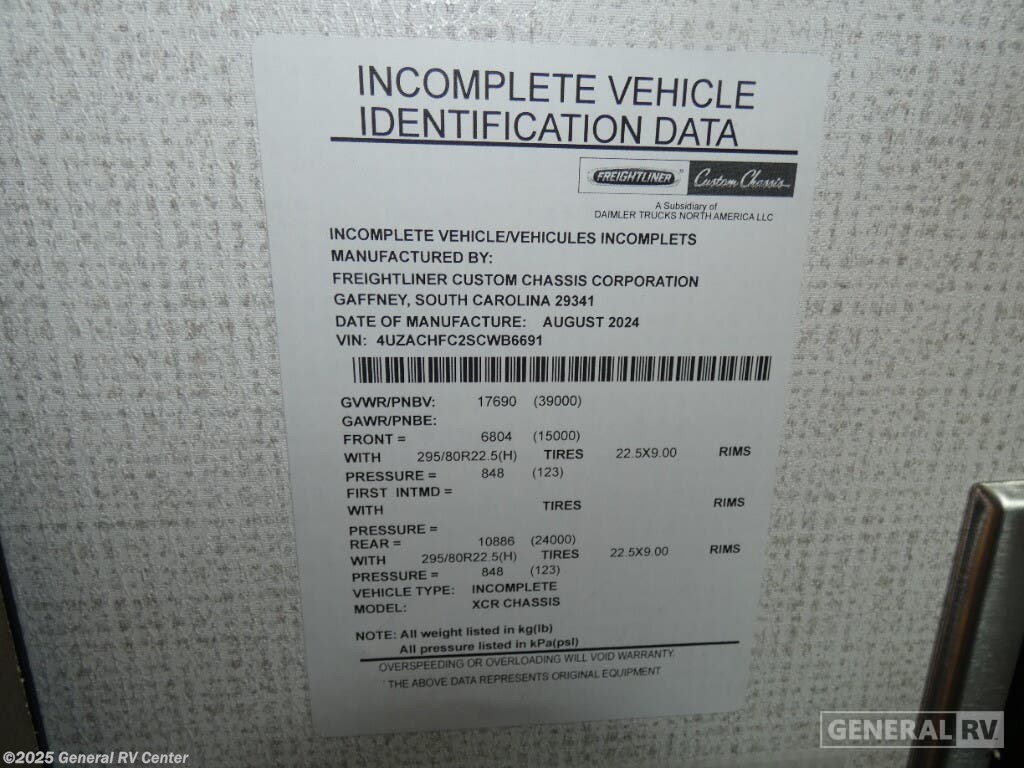 INCOMPLETE VEHICLE
IDENTIFICATION DATA
FREIGHTLINER® Custom Chassis
A Subsidiary of
DAIMLER TRUCKS NORTH AMERICA LLC
INCOMPLETE VEHICLE/VEHICULES INCOMPLETS
MANUFACTURED BY:
FREIGHTLINER CUSTOM CHASSIS CORPORATION
GAFFNEY, SOUTH CAROLINA 29341
DATE OF MANUFACTURE: AUGUST 2024
VIN: 4UZACHFC2SCWB6691
GVWR/PNBV: 17690 (39000)
GAWR/PNBE:
FRONT = 6804 (15000)
WITH 295/80R22.5(H) TIRES 22.5X9.00 RIMS
PRESSURE = 848 (123)
FIRST INTMD =
WITH TIRES RIMS
PRESSURE =
REAR = 10886 (24000)
WITH 295/80R22.5(H) TIRES 22.5X9.00 RIMS
PRESSURE = 848 (123)
VEHICLE TYPE: INCOMPLETE
MODEL: XCR CHASSIS
NOTE: All weight listed in kg(lb)
All pressure listed in kPa(psi)
OVERSPEEDING OR OVERLOADING WILL VOID WARRANTY.
THE ABOVE DATA REPRESENTS ORIGINAL EQUIPMENT
GENERAL RV
©2025 General RV Center